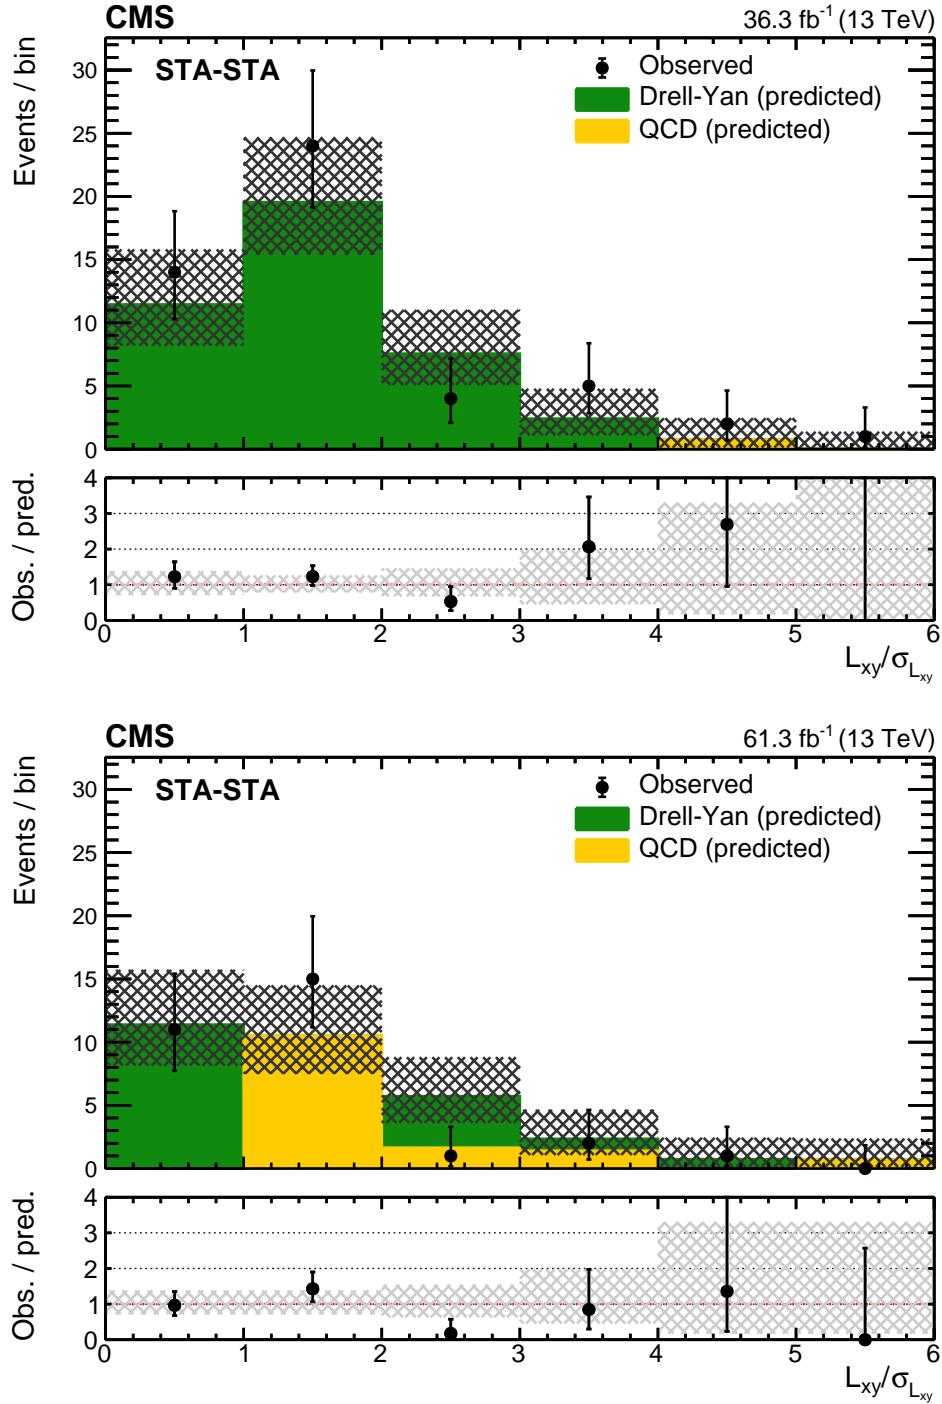 CMS 36.3 fb⁻¹ (13 TeV)
Events / bin
STA-STA
Observed
Drell-Yan (predicted)
QCD (predicted)
30
25
20
15
10
5
0
Obs. / pred.
4
3
2
1
0
0 1 2 3 4 5 6
L_xy/σ_L_xy
CMS 61.3 fb⁻¹ (13 TeV)
Events / bin
STA-STA
Observed
Drell-Yan (predicted)
QCD (predicted)
30
25
20
15
10
5
0
Obs. / pred.
4
3
2
1
0
0 1 2 3 4 5 6
L_xy/σ_L_xy